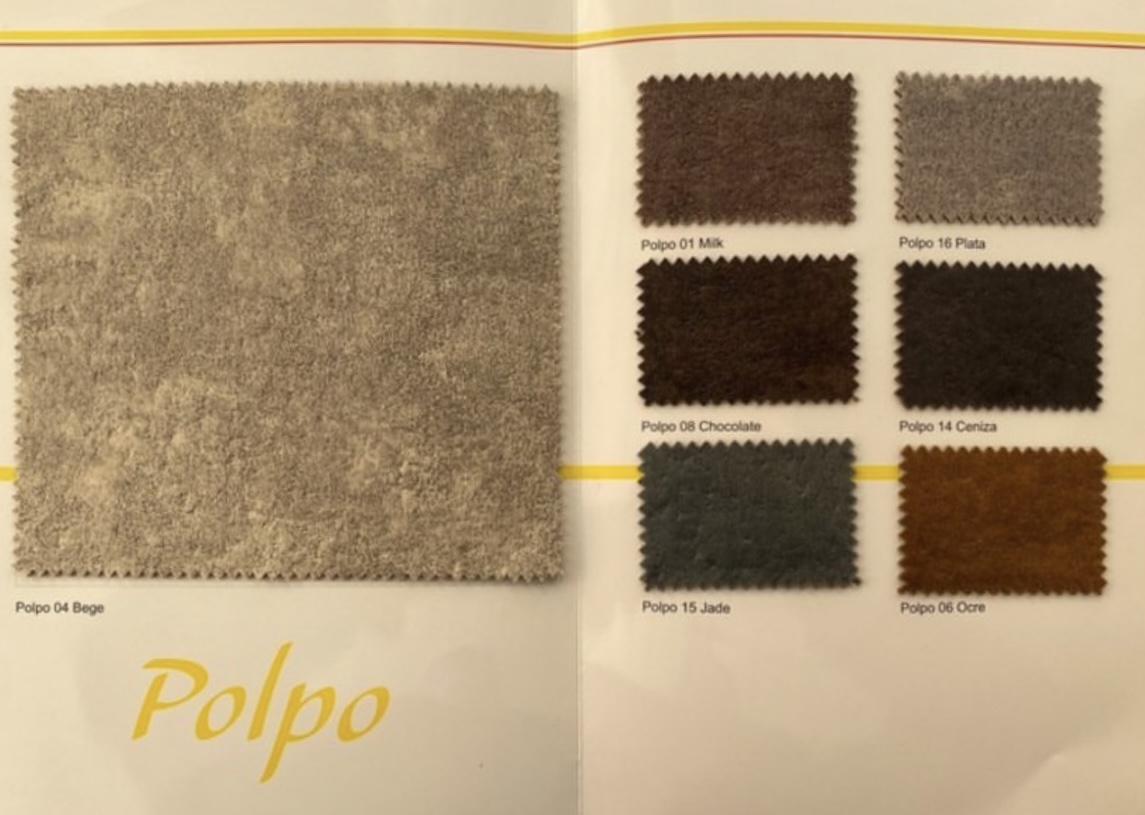 Polpo 04 Bege
Polpo
Polpo 01 Milk
Polpo 16 Plata
Polpo 08 Chocolate
Polpo 14 Ceniza
Polpo 15 Jade
Polpo 06 Ocre